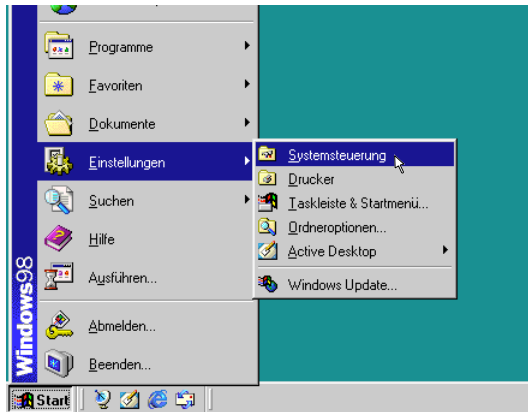 Programme
Favoriten
Dokumente
Einstellungen
Suchen
Hilfe
Ausführen...
Abmelden...
Beenden...
Systemsteuerung
Drucker
Taskleiste & Startmenü...
Ordneroptionen...
Active Desktop
Windows Update...
Windows98
Start